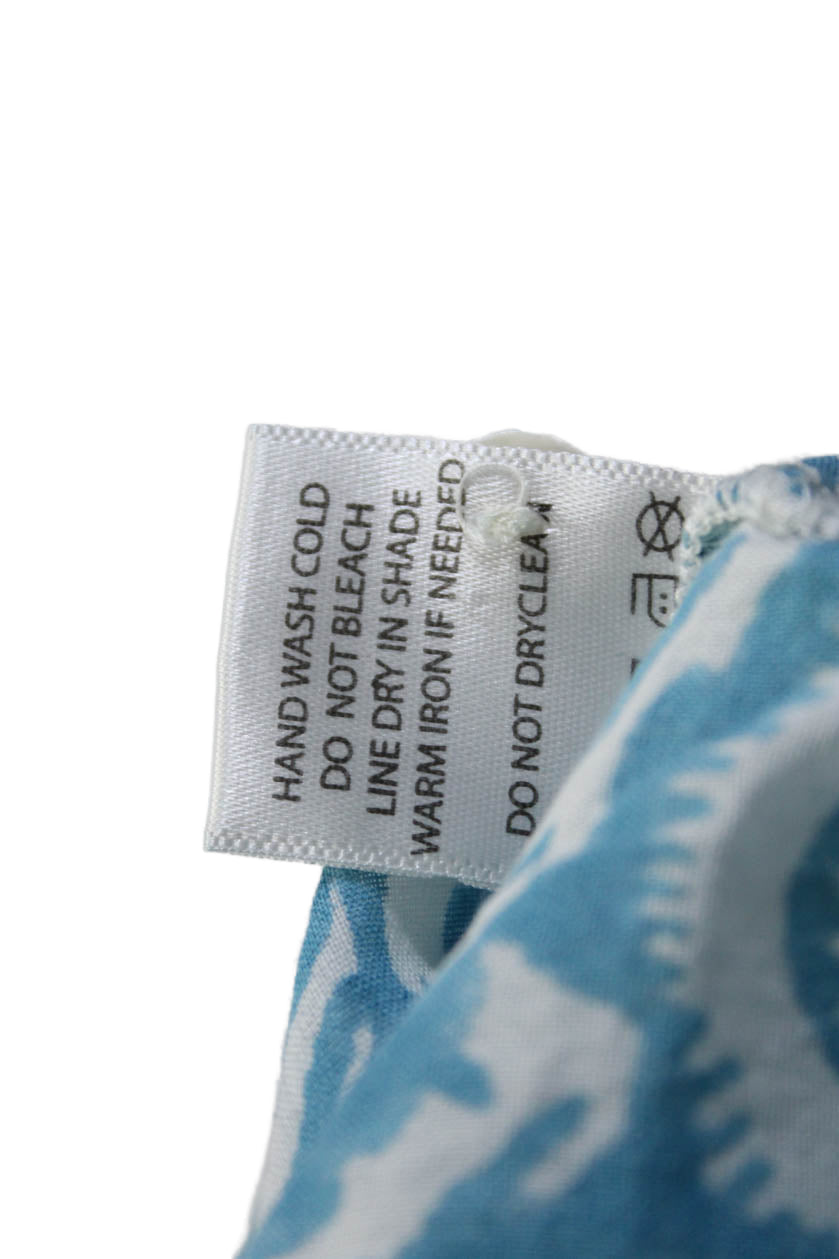 HAND WASH COLD
DO NOT BLEACH
LINE DRY IN SHADE
WARM IRON IF NEEDED
DO NOT DRYCLEAN